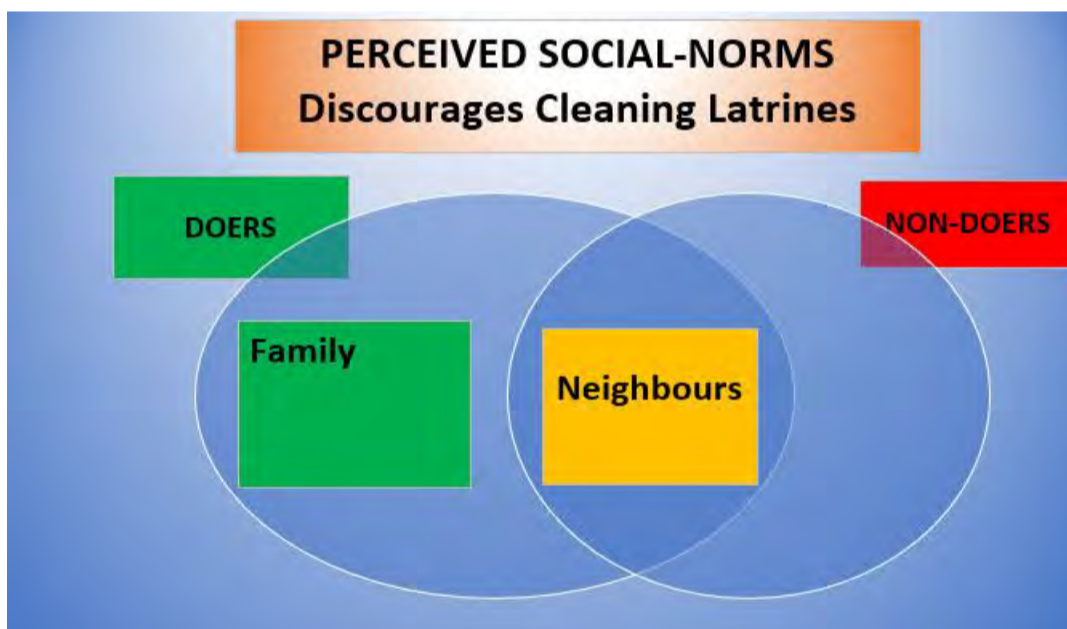 PERCEIVED SOCIAL-NORMS
Discourages Cleaning Latrines
DOERS
NON-DOERS
Family
Neighbours